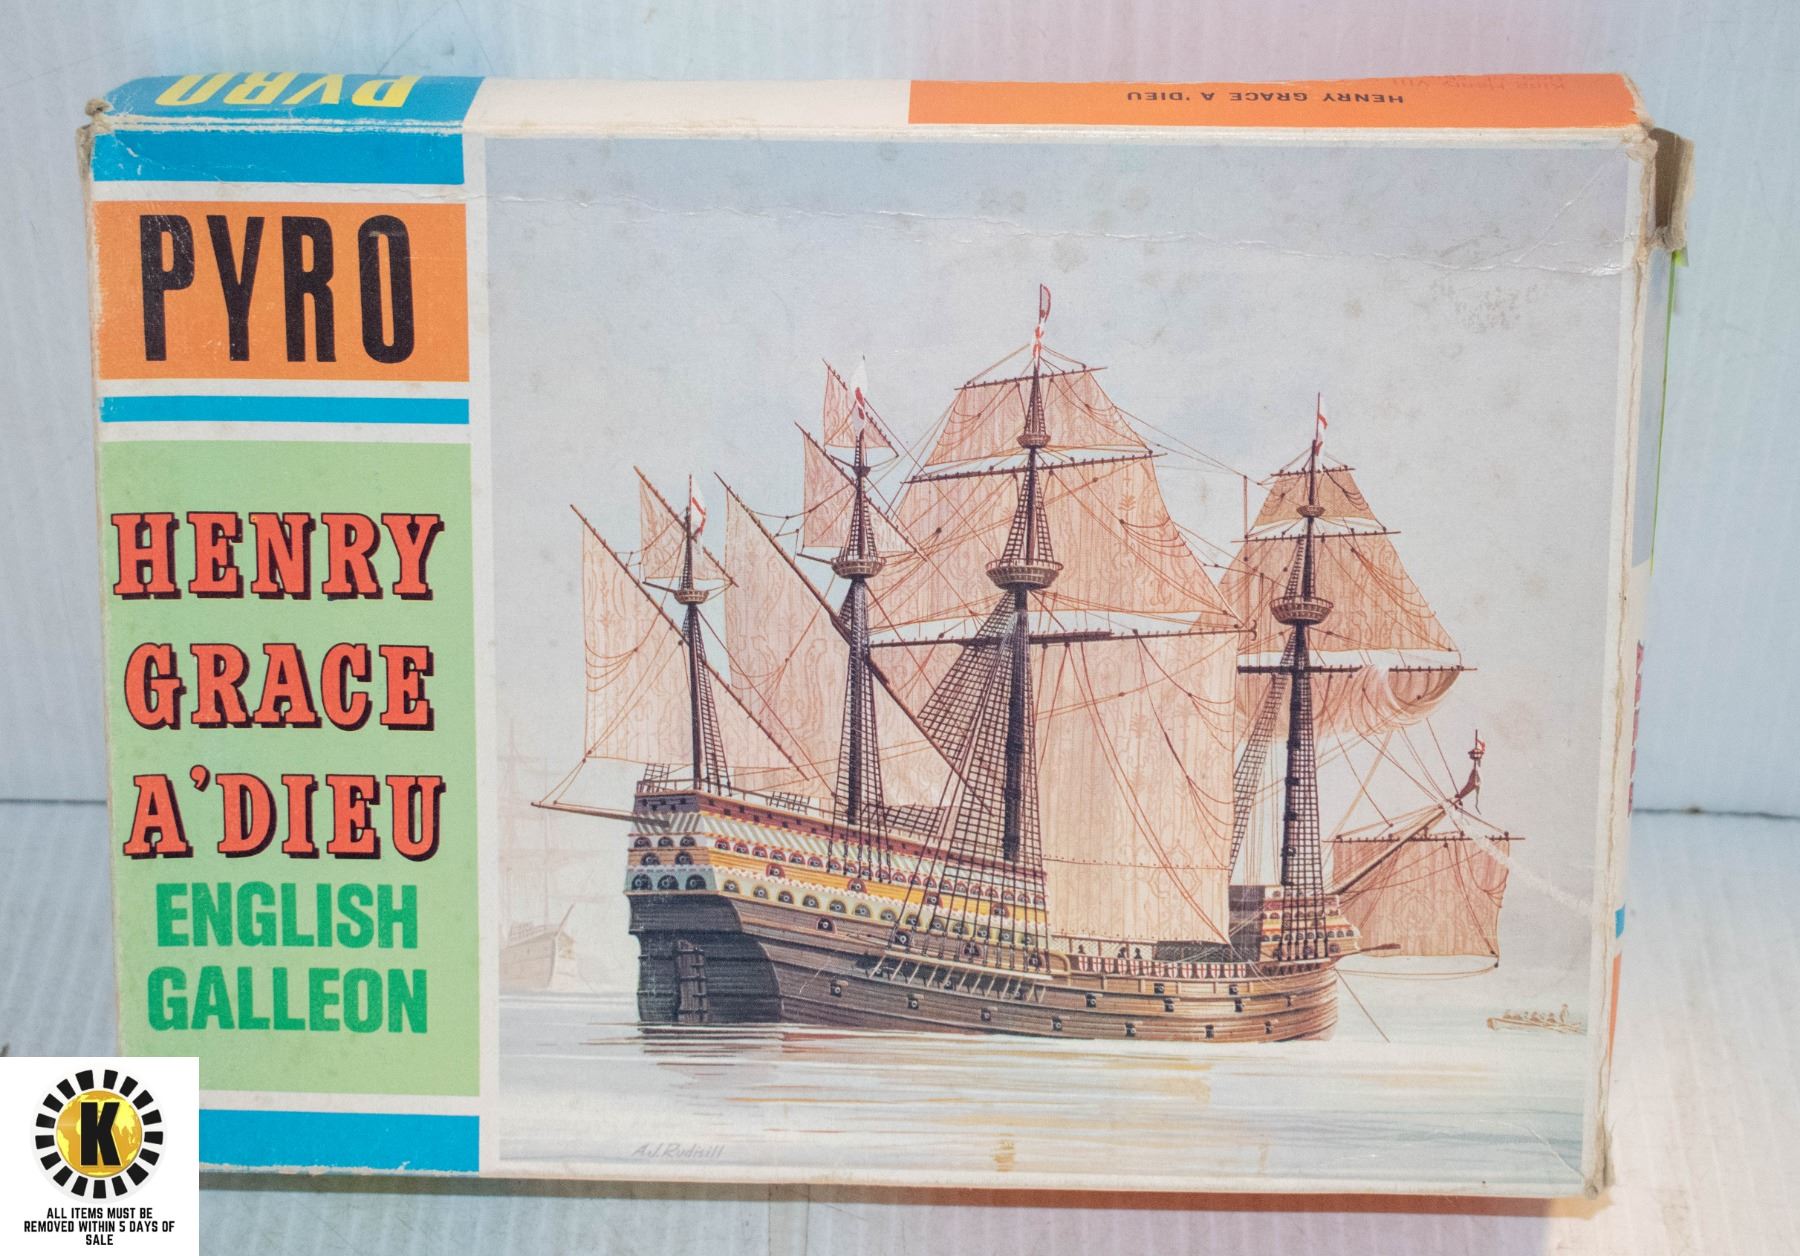 PYRO
HENRY GRACE A 'DIEU
PYRO
HENRY
GRACE
A'DIEU
ENGLISH
GALLEON
A.J. Rudisill
K
ALL ITEMS MUST BE
REMOVED WITHIN 5 DAYS OF
SALE